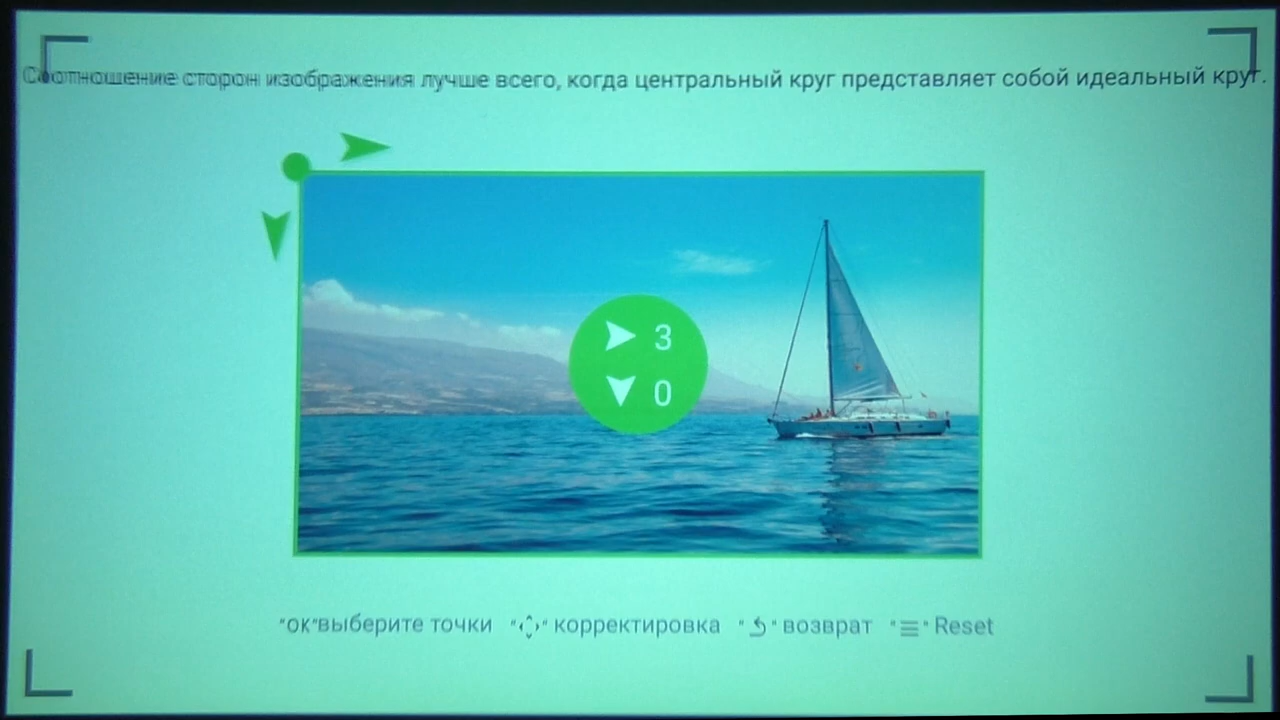 Соотношение сторон изображения лучше всего, когда центральный круг представляет собой идеальный круг.
3
0
"OK"выберите точки " " корректировка " " возврат " " Reset